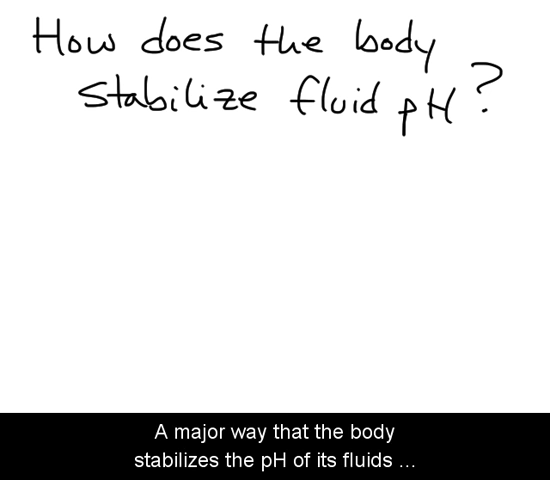 How does the body
stabilize fluid pH?
A major way that the body
stabilizes the pH of its fluids ...